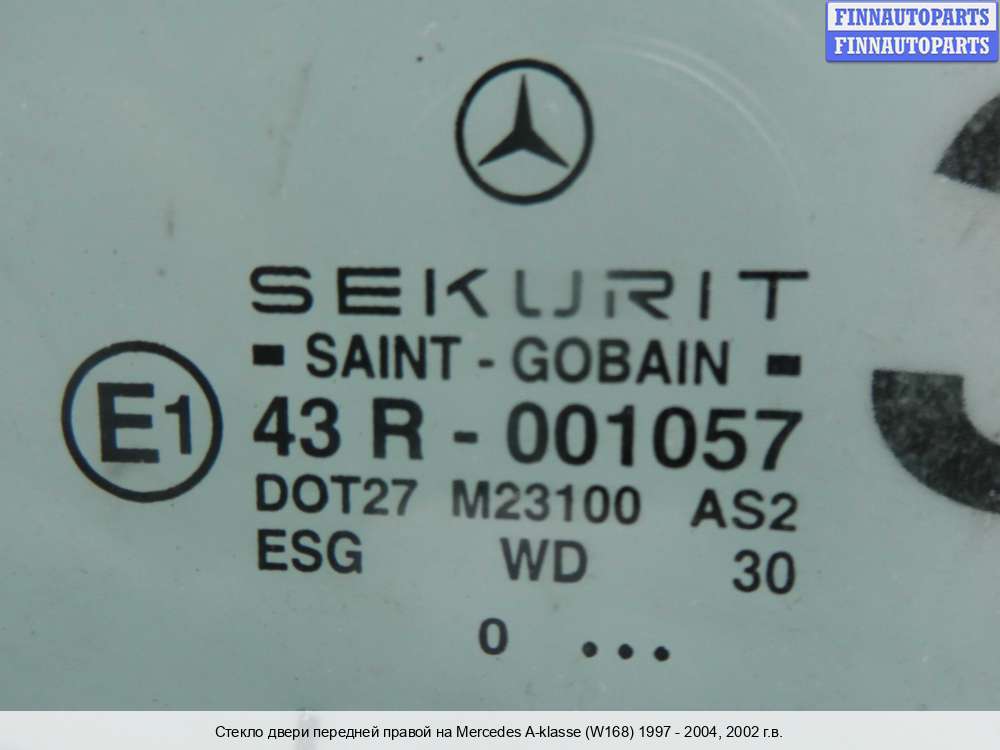 FINNAUTOPARTS
FINNAUTOPARTS
SEKURIT
SAINT - GOBAIN
E1
43 R - 001057
DOT27 M23100 AS2
ESG WD 30
0 ...
Стекло двери передней правой на Mercedes A-klasse (W168) 1997 - 2004, 2002 г.в.